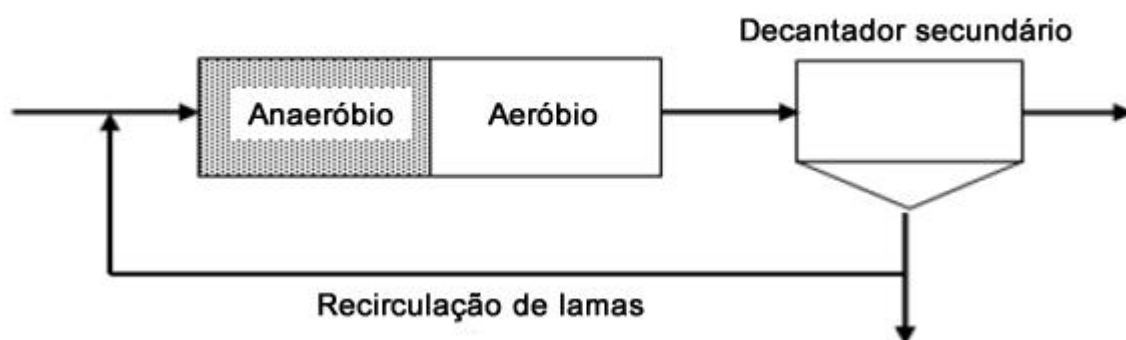 Decantador secundário
Anaeróbio
Aeróbio
Recirculação de lamas